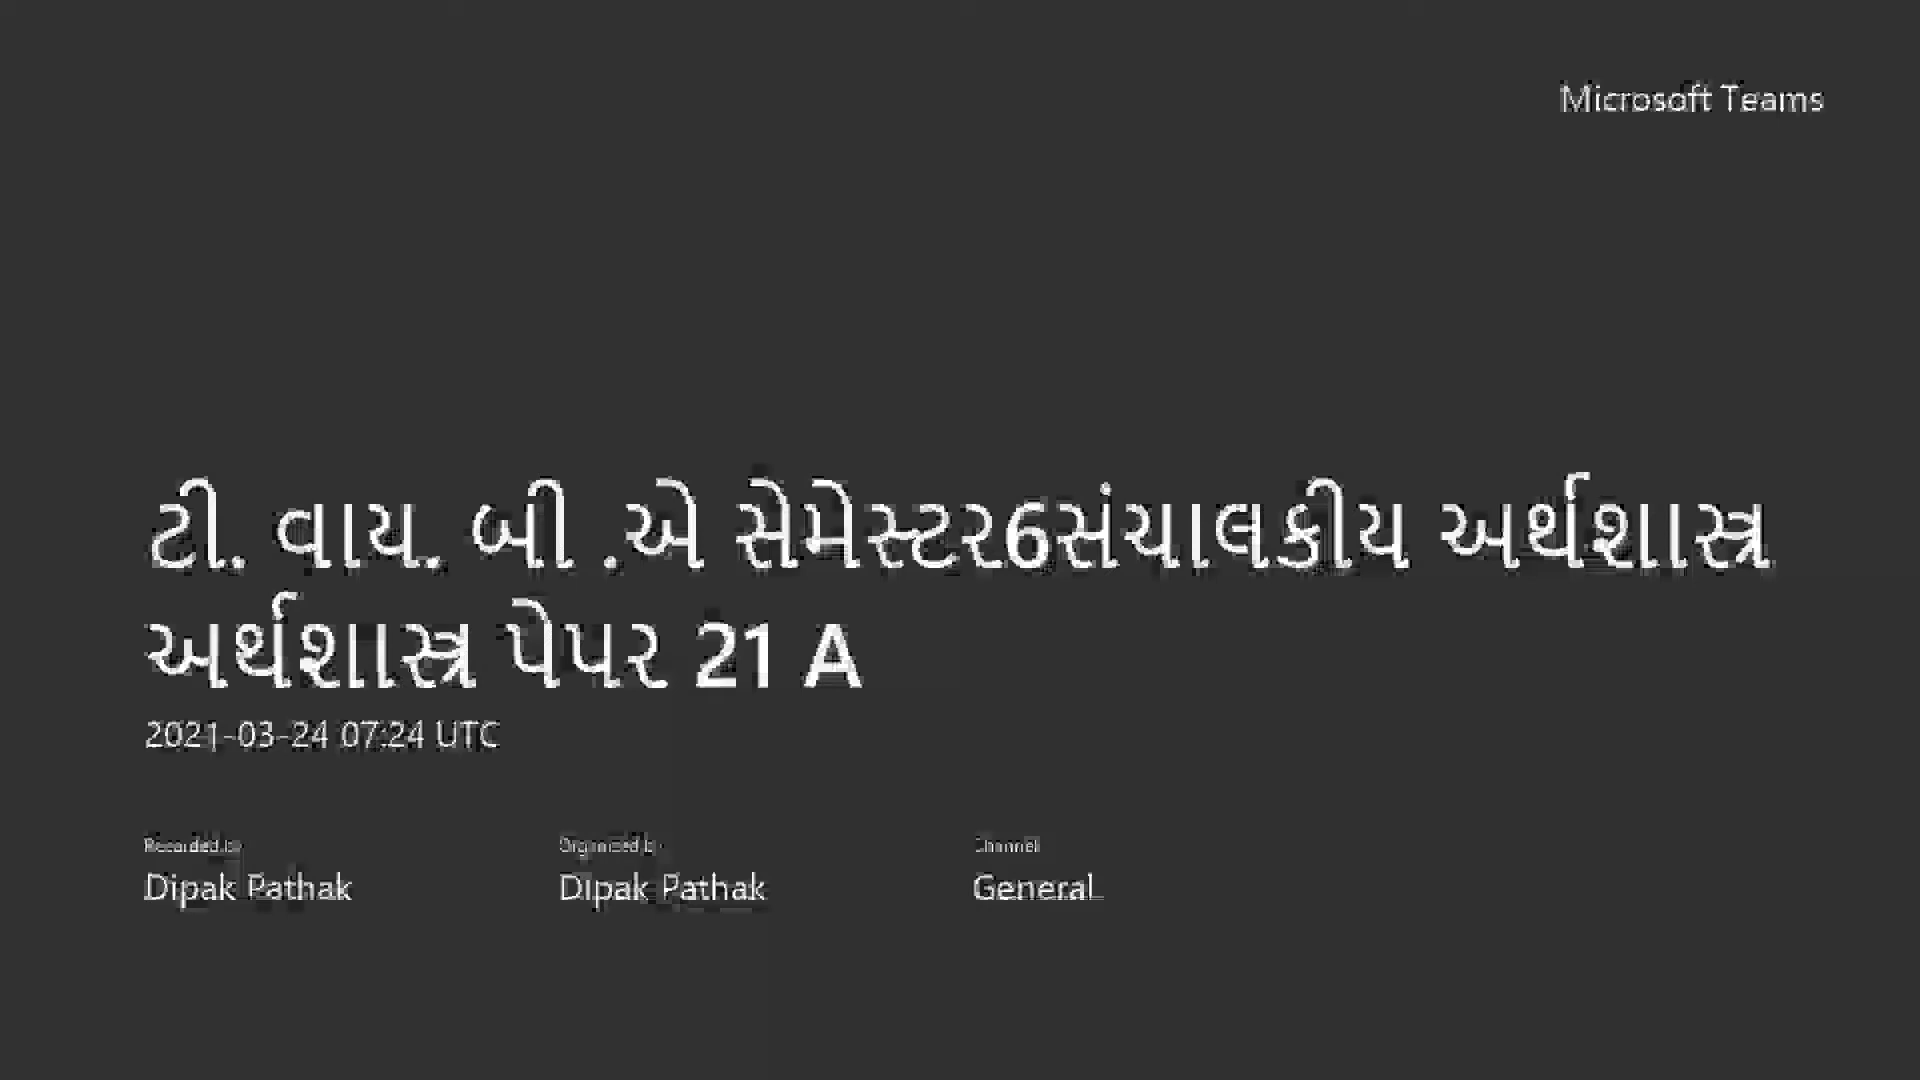 Microsoft Teams
ટી. વાય. બી .એ સેમેસ્ટર6સંચાલકીય અર્થશાસ્ત્ર
અર્થશાસ્ત્ર પેપર 21 A
2021-03-24 07:24 UTC
Recorded by Organized by Channel
Dipak Pathak Dipak Pathak General